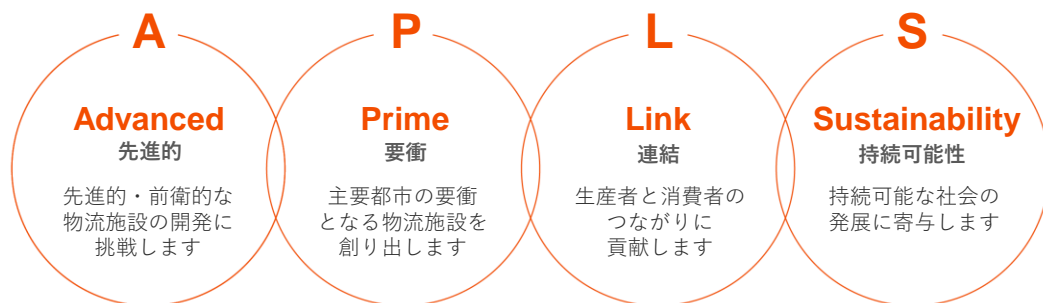 A
Advanced
先進的
先進的・前衛的な
物流施設の開発に
挑戦します
P
Prime
要衝
主要都市の要衝
となる物流施設を
創り出します
L
Link
連結
生産者と消費者の
つながりに
貢献します
S
Sustainability
持続可能性
持続可能な社会の
発展に寄与します